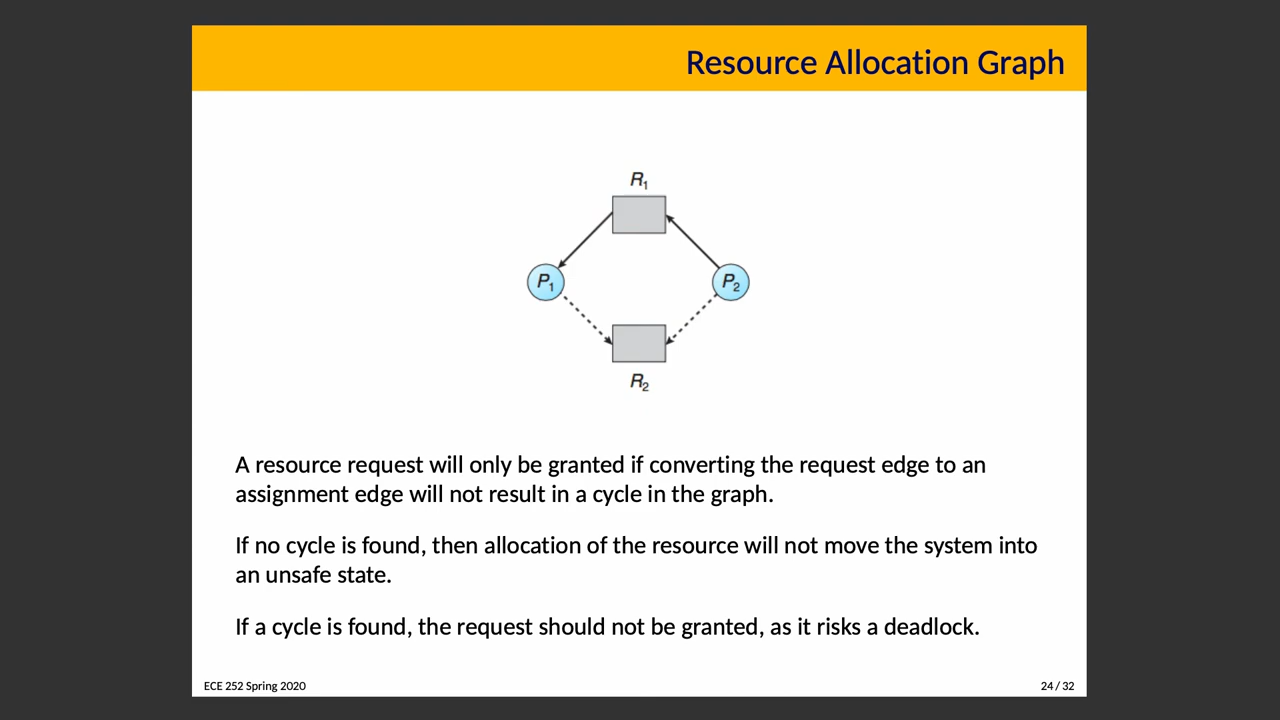 Resource Allocation Graph
R1
P1
P2
R2
A resource request will only be granted if converting the request edge to an
assignment edge will not result in a cycle in the graph.
If no cycle is found, then allocation of the resource will not move the system into
an unsafe state.
If a cycle is found, the request should not be granted, as it risks a deadlock.
ECE 252 Spring 2020
24 / 32